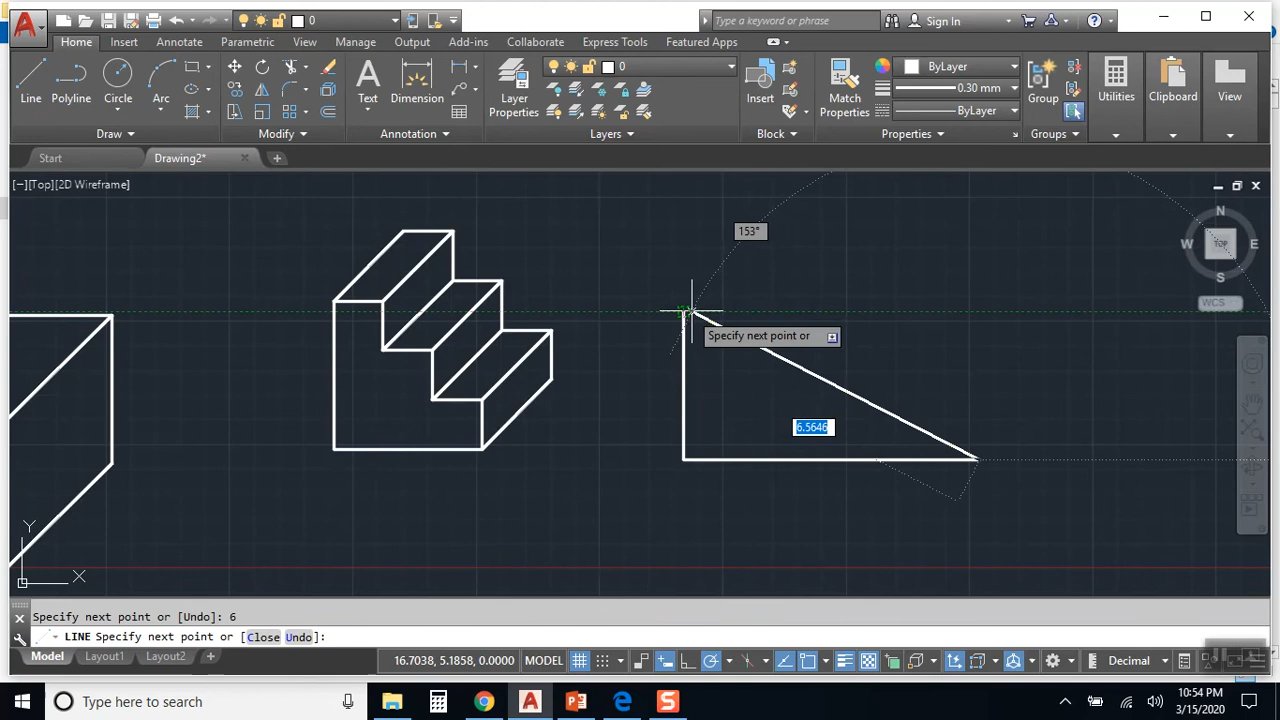 0
Type a keyword or phrase
Sign In
Home Insert Annotate Parametric View Manage Output Add-ins Collaborate Express Tools Featured Apps
Line
Polyline
Circle
Arc
Text
Dimension
Layer
Properties
0
Insert
Match
Properties
ByLayer
0.30 mm
ByLayer
Group
Utilities
Clipboard
View
Draw
Modify
Annotation
Layers
Block
Properties
Groups
Start
Drawing2*
[−][Top][2D Wireframe]
N
W
TOP
E
S
WCS
153°
Specify next point or
6.5646
Y
X
Specify next point or [Undo]: 6
LINE Specify next point or [Close Undo]:
Model Layout1 Layout2
16.7038, 5.1858, 0.0000 MODEL
Decimal
Type here to search
10:54 PM
3/15/2020